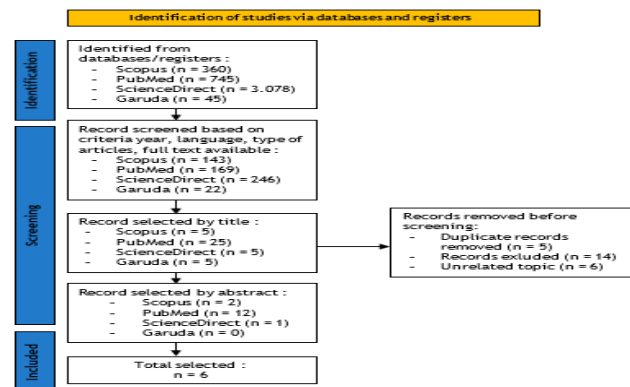 Identification of studies via databases and registers
Identification
Identified from
databases/registers:
- Scopus (n = 360)
- PubMed (n = 745)
- ScienceDirect (n = 3.078)
- Garuda (n = 45)
Screening
Record screened based on
criteria year, language, type of
articles, full text available :
- Scopus (n = 143)
- PubMed (n = 169)
- ScienceDirect (n = 246)
- Garuda (n = 22)
Record selected by title :
- Scopus (n = 5)
- PubMed (n = 25)
- ScienceDirect (n = 5)
- Garuda (n = 5)
Records removed before
screening:
- Duplicate records
removed (n = 5)
- Records exluded (n = 14)
- Unrelated topic (n = 6)
Record selected by abstract :
- Scopus (n = 2)
- PubMed (n = 12)
- ScienceDirect (n = 1)
- Garuda (n = 0)
Included
Total selected :
n = 6